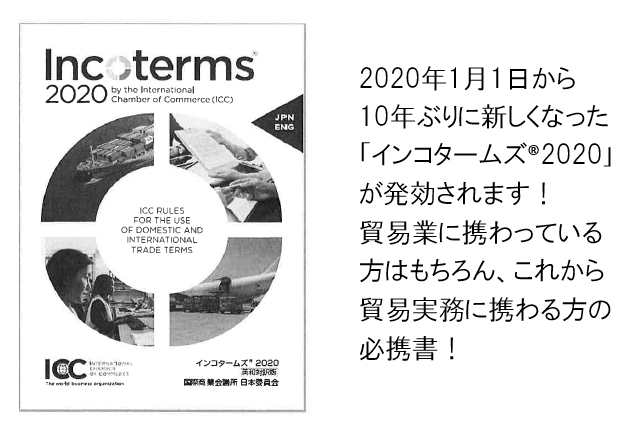 Incoterms®
2020 by the International
Chamber of Commerce (ICC)
JPN
ENG
ICC RULES
FOR THE USE
OF DOMESTIC AND
INTERNATIONAL
TRADE TERMS
ICC INTERNATIONAL
CHAMBER
OF COMMERCE
The world business organization
インコタームズ® 2020
英和対訳版
国際商業会議所 日本委員会
2020年1月1日から
10年ぶりに新しくなった
「インコタームズ®2020」
が発効されます！
貿易業に携わっている
方はもちろん、これから
貿易実務に携わる方の
必携書！